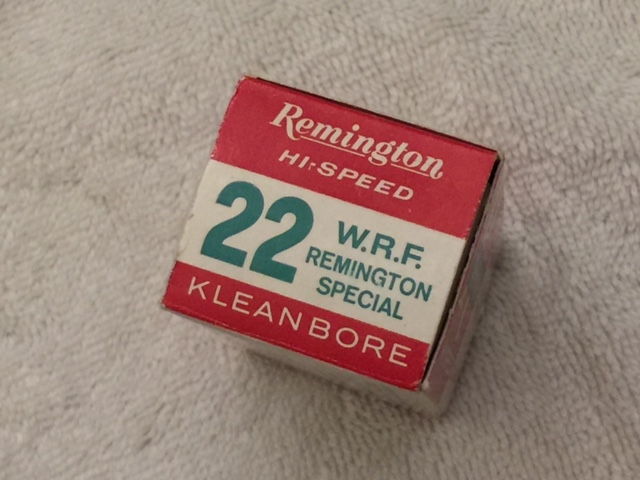 Remington
HI-SPEED
22
W.R.F.
REMINGTON
SPECIAL
KLEANBORE